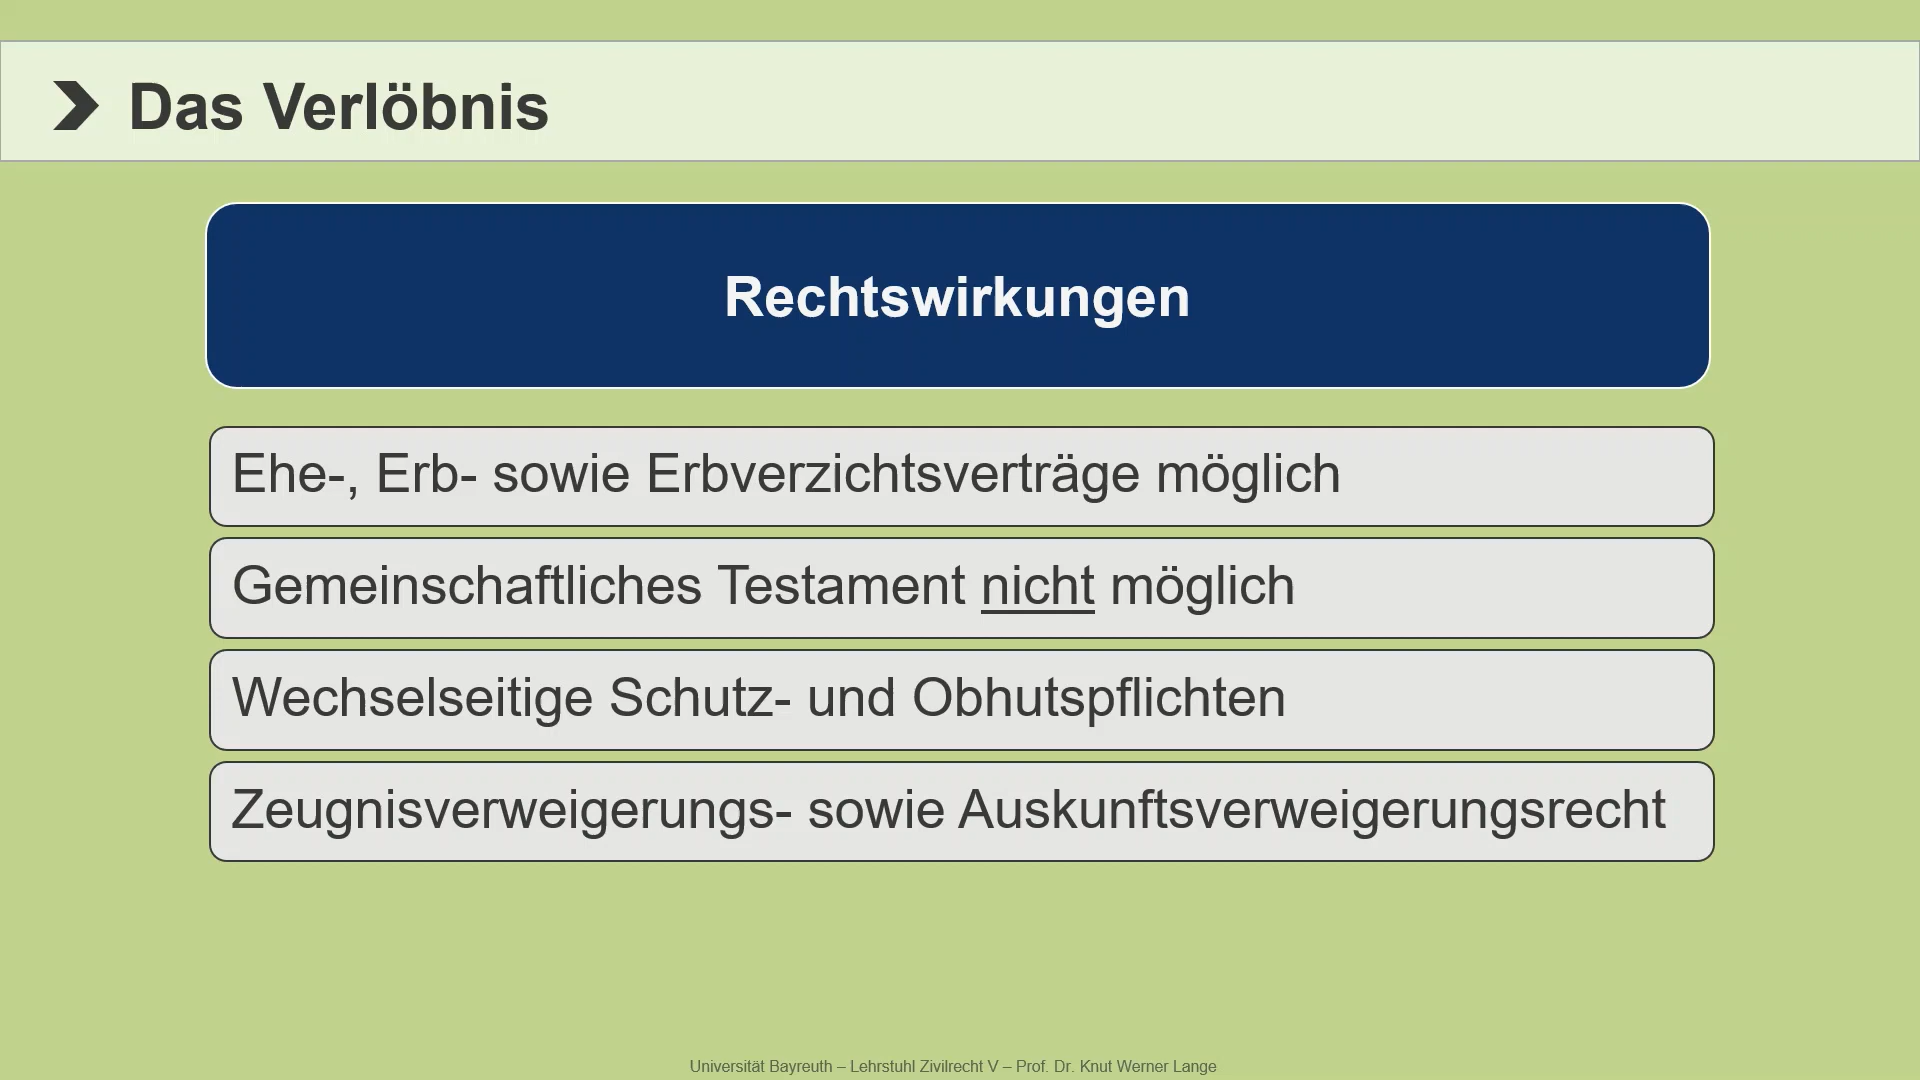 Das Verlöbnis
Rechtswirkungen
Ehe-, Erb- sowie Erbverzichtsverträge möglich
Gemeinschaftliches Testament nicht möglich
Wechselseitige Schutz- und Obhutspflichten
Zeugnisverweigerungs- sowie Auskunftsverweigerungsrecht
Universität Bayreuth – Lehrstuhl Zivilrecht V – Prof. Dr. Knut Werner Lange